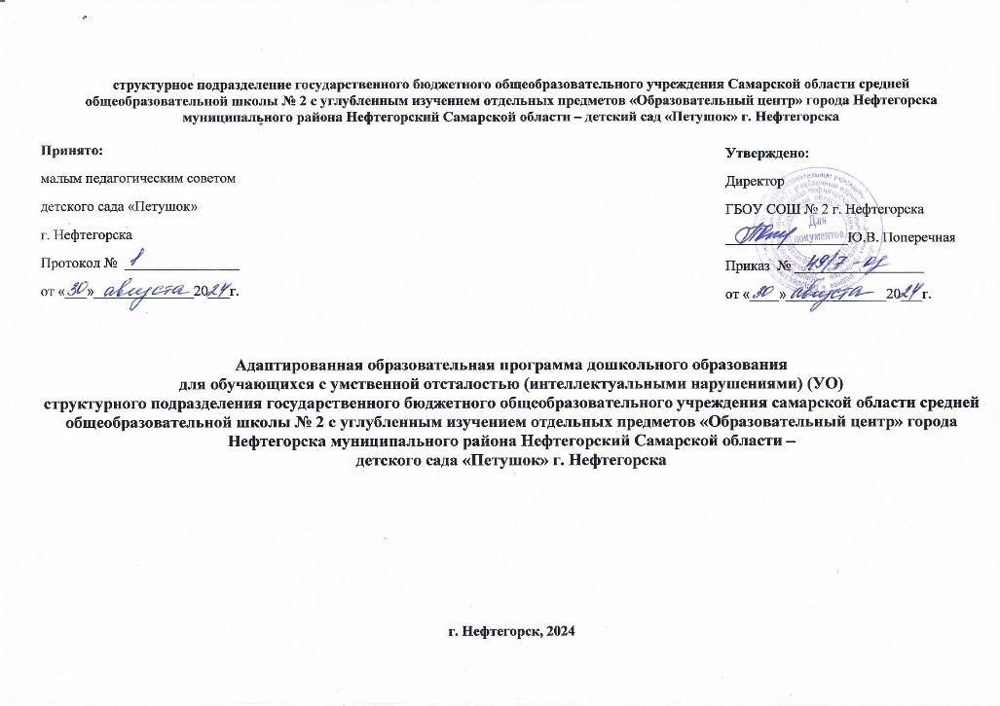 структурное подразделение государственного бюджетного общеобразовательного учреждения Самарской области средней
общеобразовательной школы № 2 с углубленным изучением отдельных предметов «Образовательный центр» города Нефтегорска
муниципального района Нефтегорский Самарской области – детский сад «Петушок» г. Нефтегорска
Принято:
малым педагогическим советом
детского сада «Петушок»
г. Нефтегорска
Протокол № 1
от «30» августа 2024г.
Утверждено:
Директор
ГБОУ СОШ № 2 г. Нефтегорска
Ю.В. Поперечная
Приказ № 49/7 - од
от «30» августа 2024г.
Для
документов
Адаптированная образовательная программа дошкольного образования
для обучающихся с умственной отсталостью (интеллектуальными нарушениями) (УО)
структурного подразделения государственного бюджетного общеобразовательного учреждения самарской области средней
общеобразовательной школы № 2 с углубленным изучением отдельных предметов «Образовательный центр» города
Нефтегорска муниципального района Нефтегорский Самарской области –
детского сада «Петушок» г. Нефтегорска
г. Нефтегорск, 2024